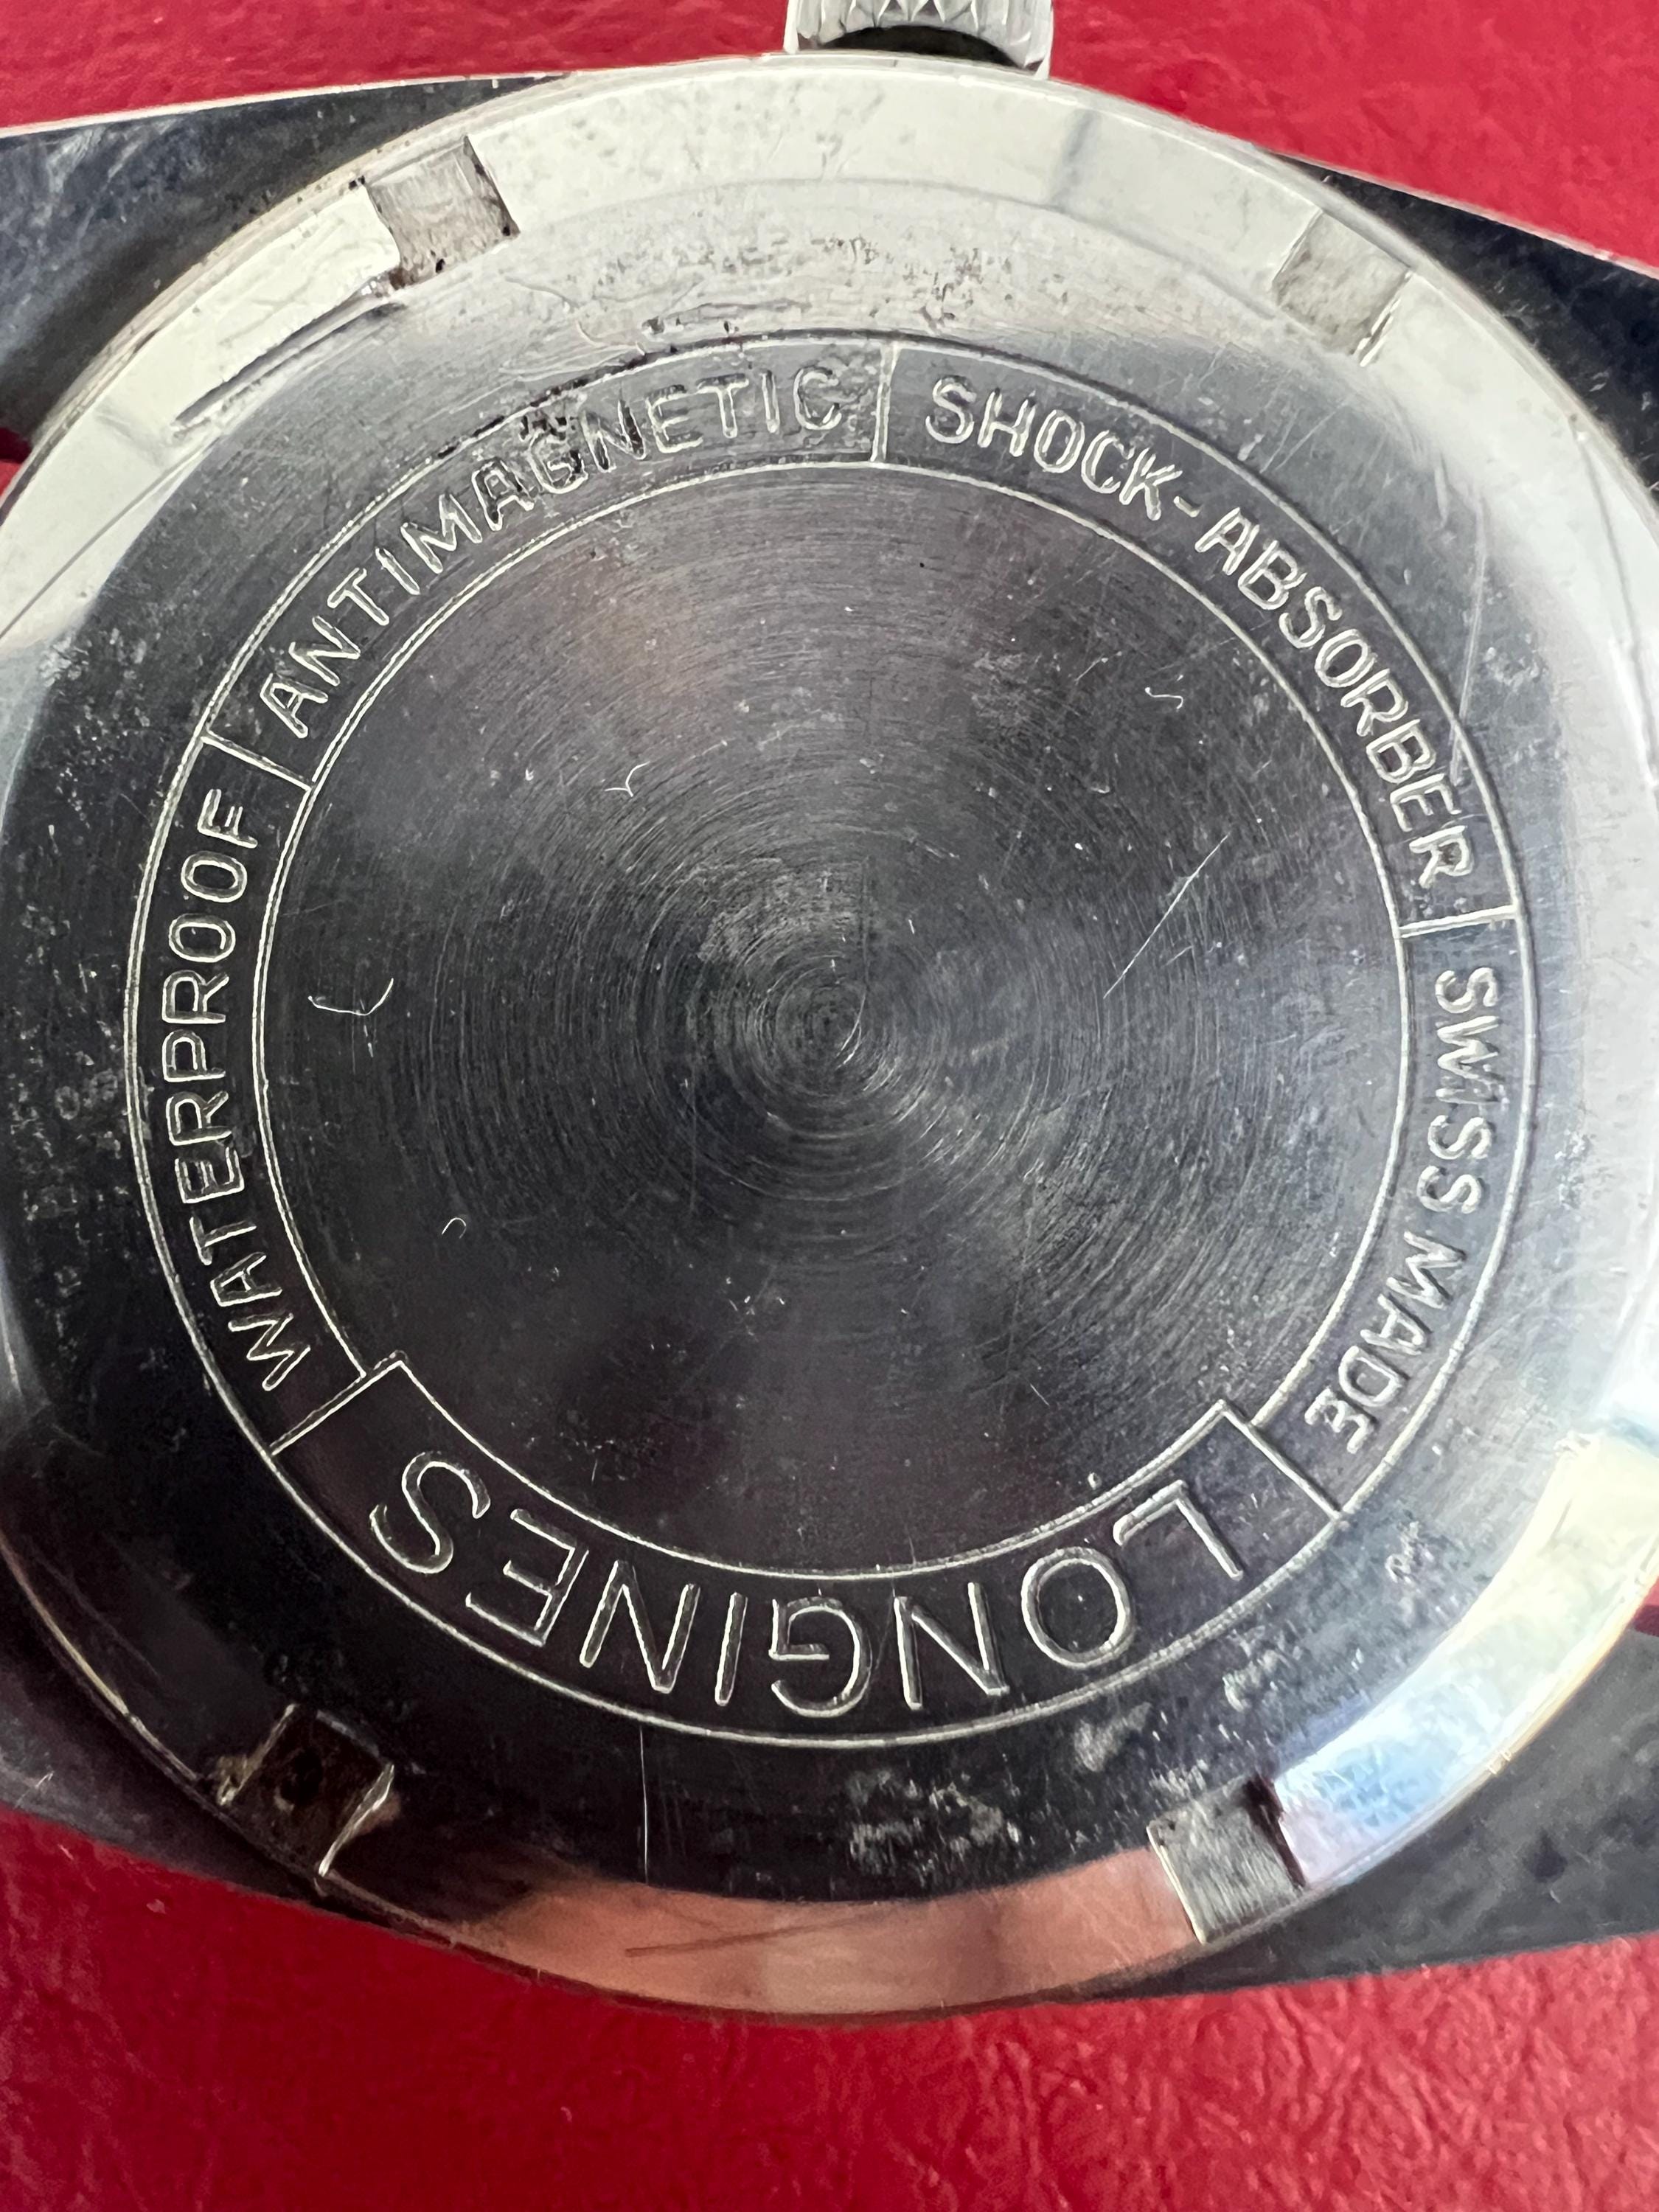 LONGINES
WATERPROOF
ANTIMAGNETIC
SHOCK-ABSORBER
SWISS MADE